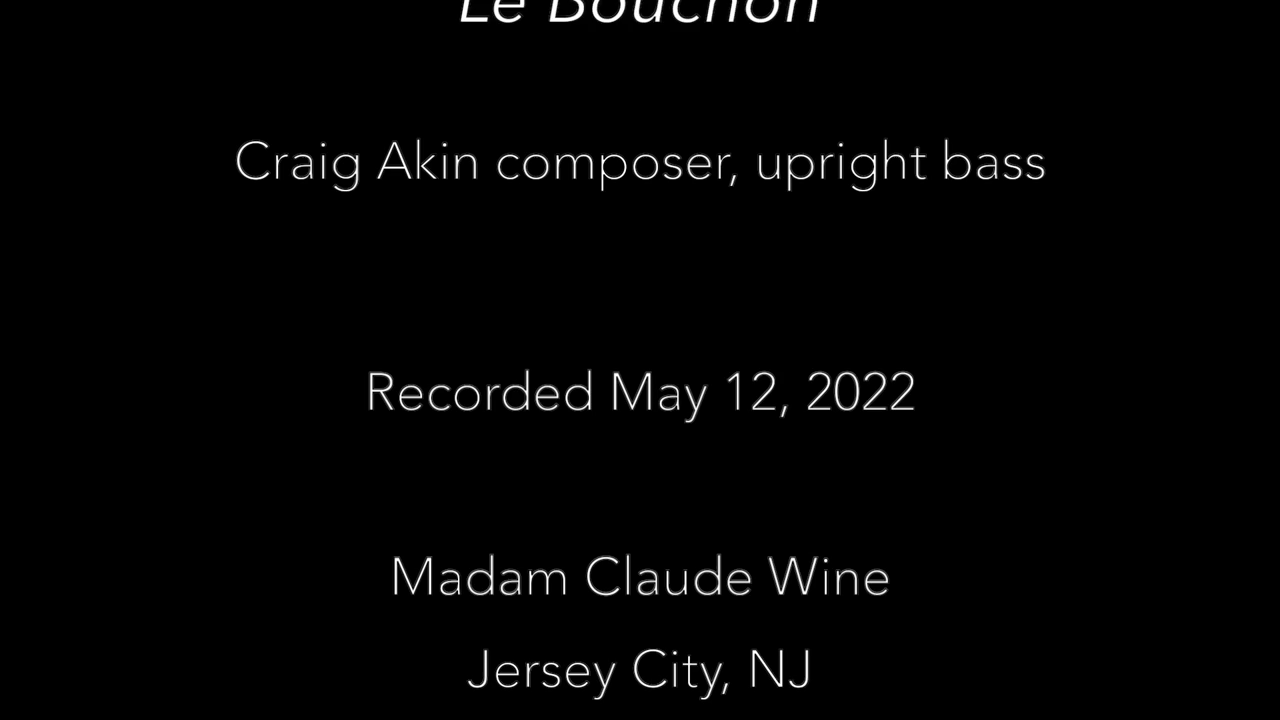 Le Bouchon
Craig Akin composer, upright bass
Recorded May 12, 2022
Madam Claude Wine
Jersey City, NJ